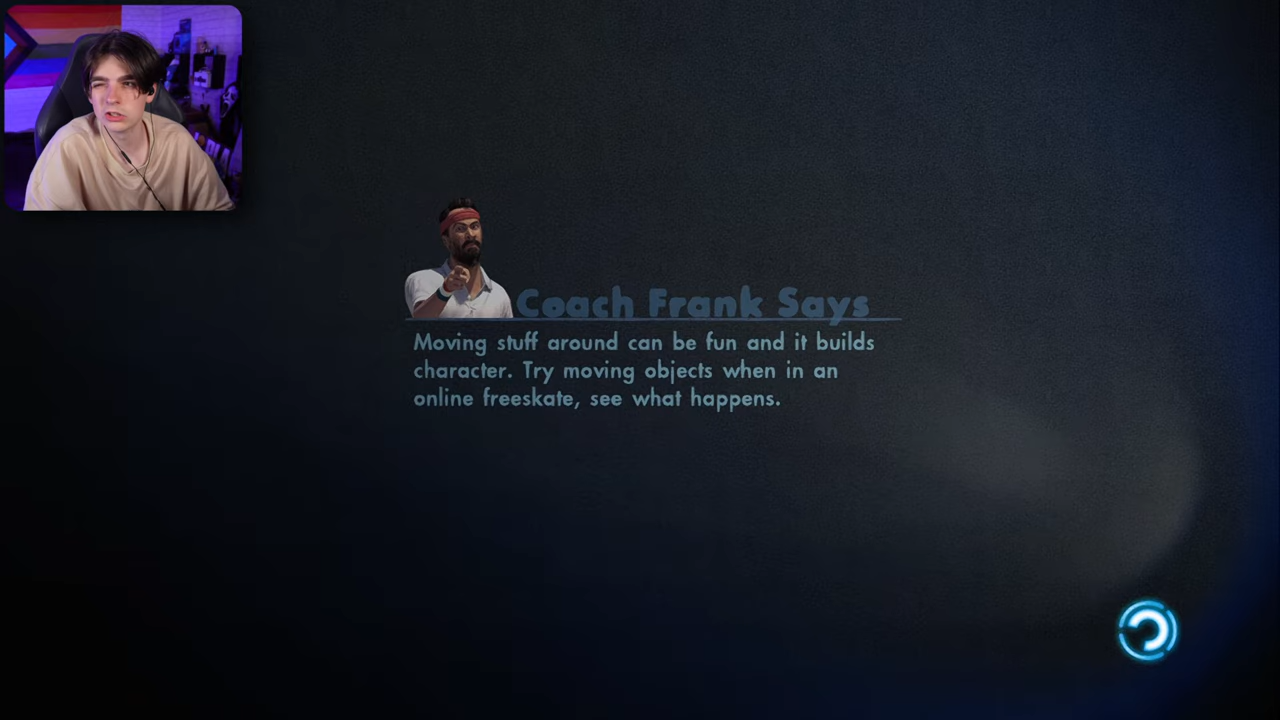 Coach Frank Says
Moving stuff around can be fun and it builds
character. Try moving objects when in an
online freeskate, see what happens.